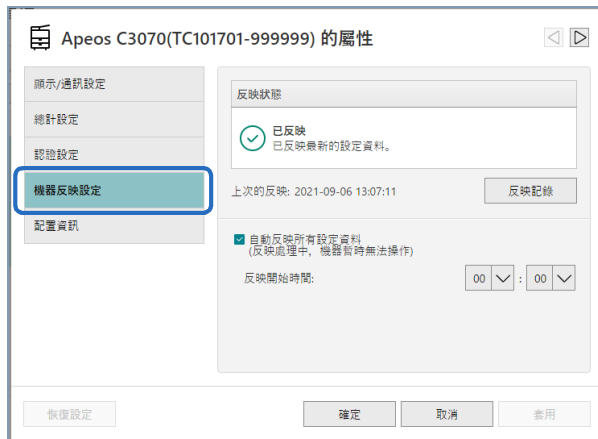 Apeos C3070(TC101701-999999) 的屬性
顯示/通訊設定
總計設定
認證設定
機器反映設定
配置資訊
反映狀態
已反映
已反映最新的設定資料。
上次的反映: 2021-09-06 13:07:11
反映記錄
自動反映所有設定資料
(反映處理中，機器暫時無法操作)
反映開始時間:
00 : 00
恢復設定
確定
取消
套用